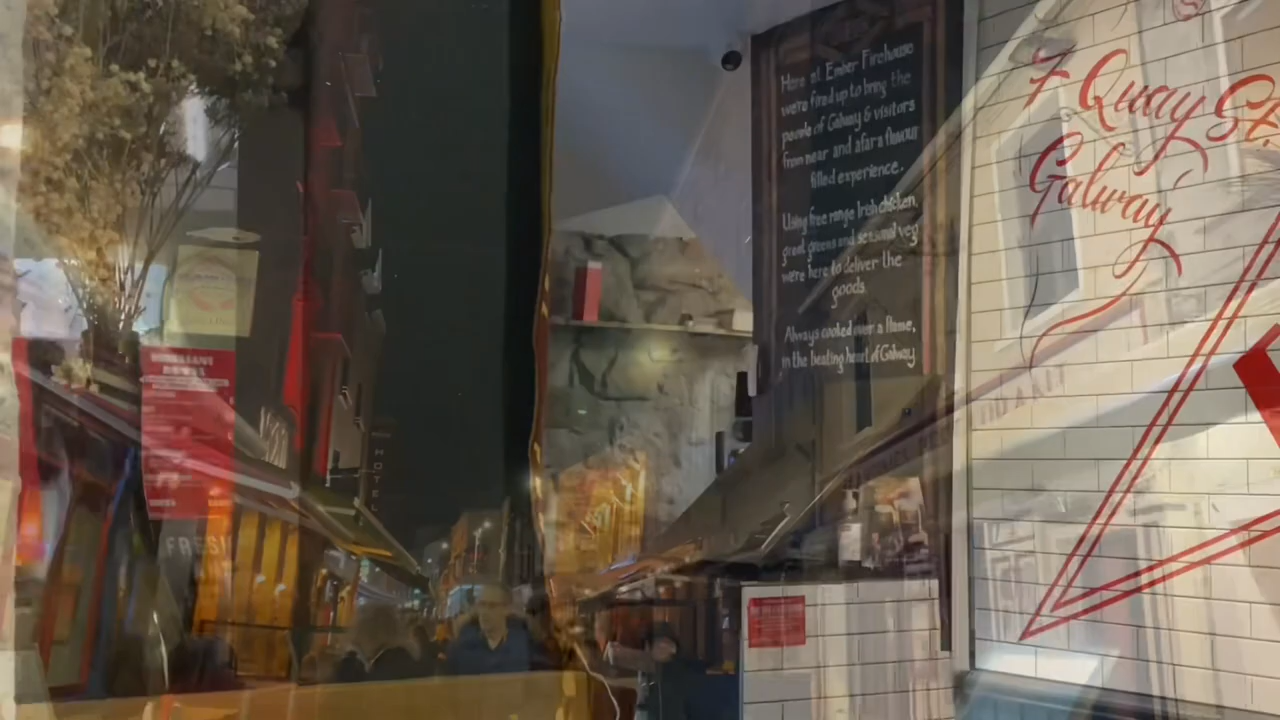 Here at Ember Firehouse
we're fired up to bring the
people of Galway & visitors
from near and afar a flavour
filled experience.
Using free range Irish chicken,
great greens and seasonal veg
we're here to deliver the
goods.
Always cooked over a flame,
in the beating heart of Galway
7 Quay St.
Galway
HOTEL
FRESH